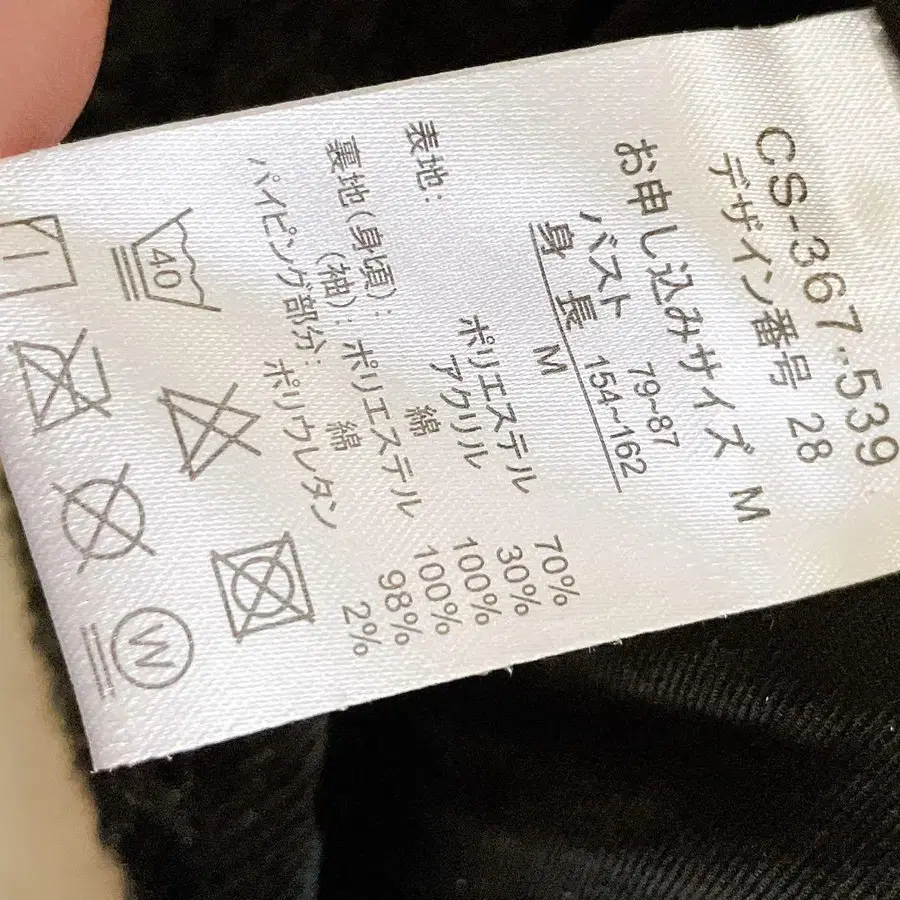 CS-367-539
デザイン番号 28
お申し込みサイズ M
バスト 79~87
身長 154~162
M
表地: ポリエステル 70%
アクリル 30%
裏地(身頃): 綿 100%
(袖): ポリエステル 100%
パイピング部分: 綿 98%
ポリウレタン 2%
40
W